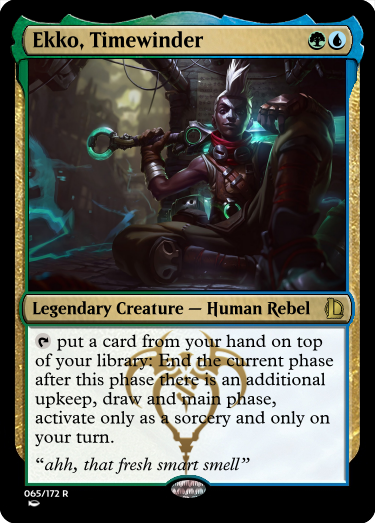 Ekko, Timewinder
Legendary Creature — Human Rebel
put a card from your hand on top
of your library: End the current phase
after this phase there is an additional
upkeep, draw and main phase,
activate only as a sorcery and only on
your turn.
“ahh, that fresh smart smell”
065/172 R